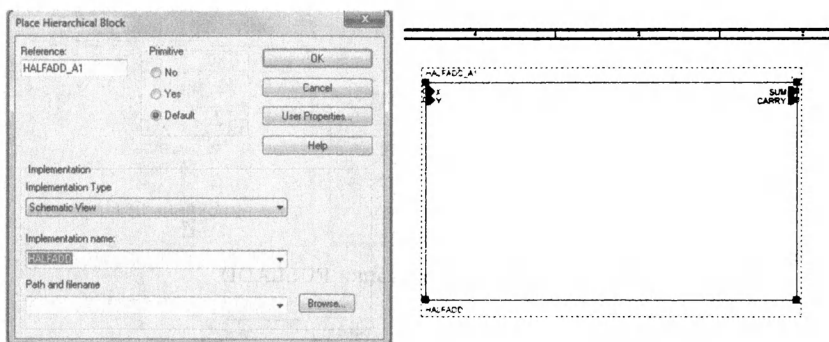 Place Hierarchical Block
Reference:
HALFADD_A1
Primitive
No
Yes
Default
OK
Cancel
User Properties...
Help
Implementation
Implementation Type
Schematic View
Implementation name:
HALFADD
Path and filename
Browse...
HALFADD_A1
X
Y
SUM
CARRY
HALFADD